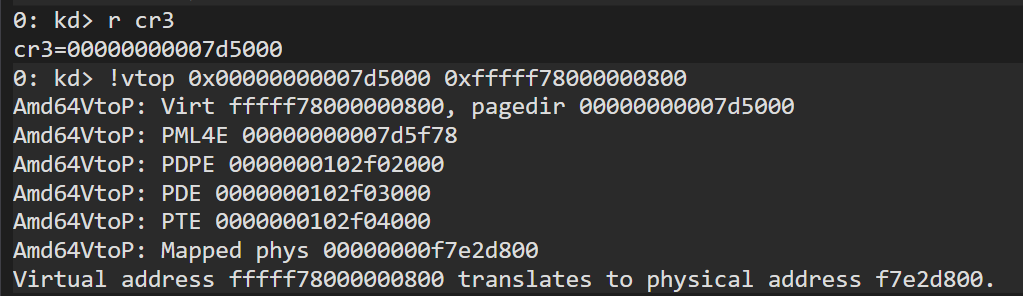 0: kd> r cr3
cr3=00000000007d5000
0: kd> !vtop 0x00000000007d5000 0xfffff78000000800
Amd64VtoP: Virt fffff78000000800, pagedir 00000000007d5000
Amd64VtoP: PML4E 00000000007d5f78
Amd64VtoP: PDPE 0000000102f02000
Amd64VtoP: PDE 0000000102f03000
Amd64VtoP: PTE 0000000102f04000
Amd64VtoP: Mapped phys 00000000f7e2d800
Virtual address fffff78000000800 translates to physical address f7e2d800.